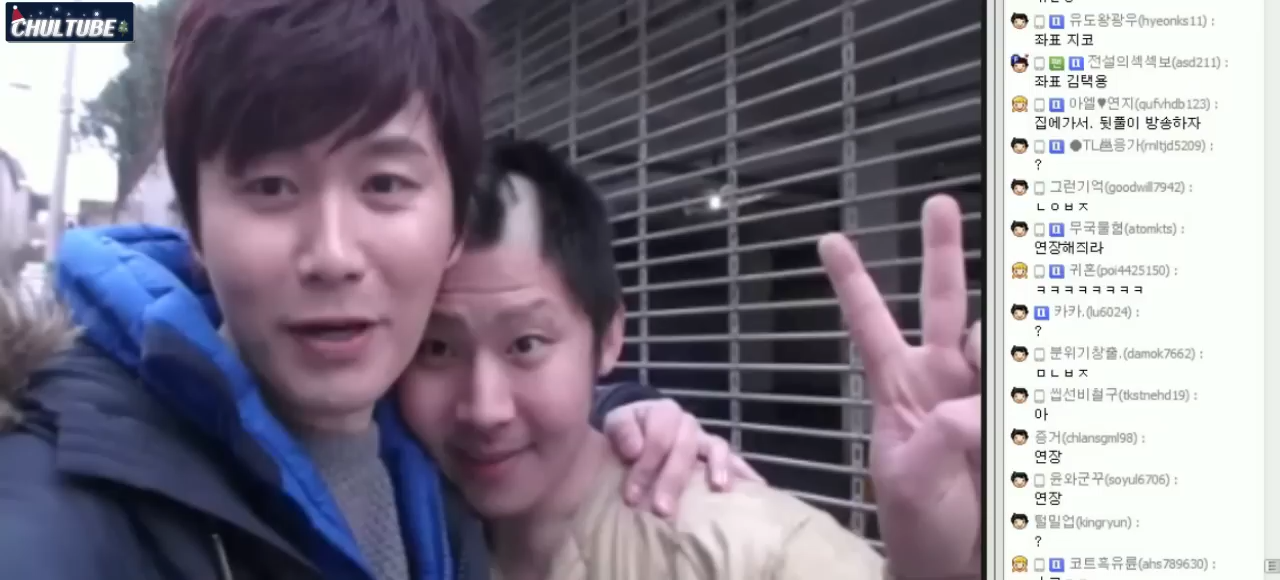 CHULTUBE
유도왕광우(hyeonks11) :
좌표 지코
전설의섹섹보(asd211) :
좌표 김택용
아엘♥연지(qufvhdb123) :
집에가서. 뒷풀이 방송하자
●TL邑응가(rnltjd5209) :
?
그런기억(goodwill7942) :
ㄴㅇㅂㅈ
무국물협(atomkts) :
연장해즤라
귀혼(poi4425150) :
ㅋㅋㅋㅋㅋㅋㅋㅋ
카카.(lu6024) :
?
분위기창출.(damok7662) :
ㅁㄴㅂㅈ
씹선비철구(tkstnehd19) :
아
증거(chlansgml98) :
연장
윤와군꾸(soyul6706) :
연장
털밀업(kingryun) :
?
코트흑유륜(ahs789630) :